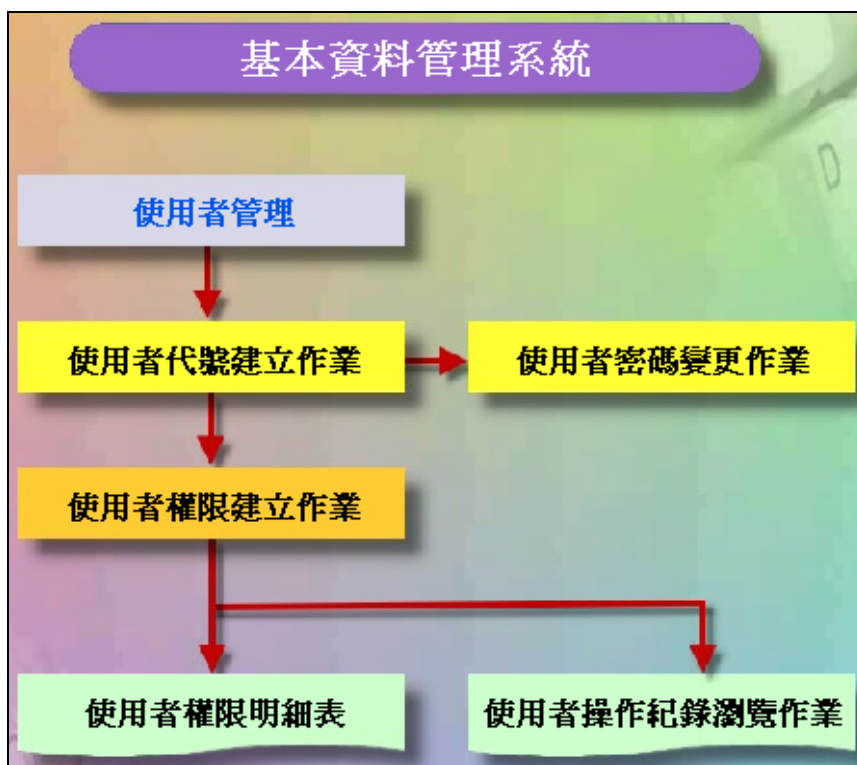 基本資料管理系統
使用者管理
使用者代號建立作業
使用者密碼變更作業
使用者權限建立作業
使用者權限明細表
使用者操作紀錄瀏覽作業
D